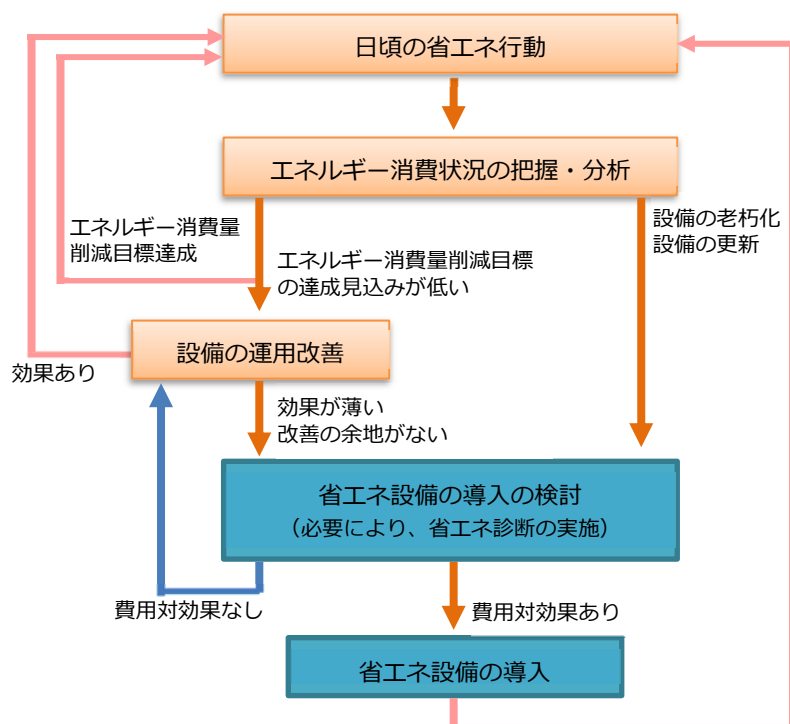 日頃の省エネ行動
エネルギー消費状況の把握・分析
エネルギー消費量
削減目標達成
設備の老朽化
設備の更新
エネルギー消費量削減目標
の達成見込みが低い
設備の運用改善
効果あり
効果が薄い
改善の余地がない
省エネ設備の導入の検討
（必要により、省エネ診断の実施）
費用対効果なし
費用対効果あり
省エネ設備の導入